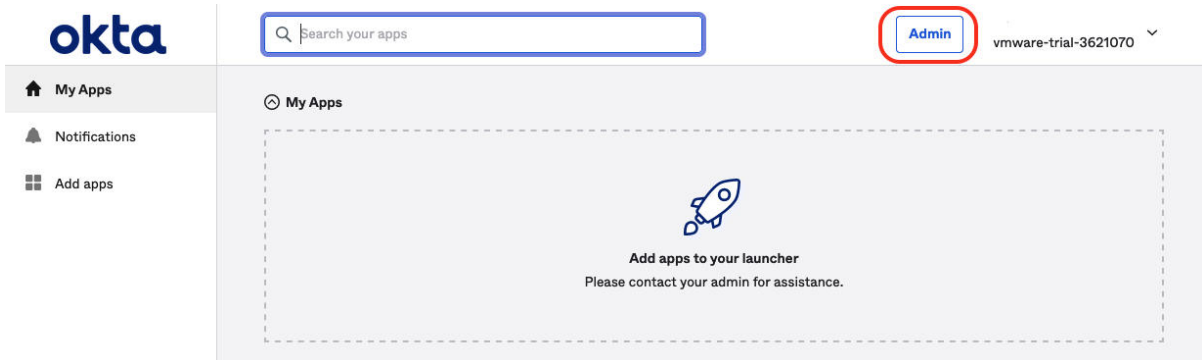 okta
Search your apps
Admin
vmware-trial-3621070
My Apps
Notifications
Add apps
My Apps
Add apps to your launcher
Please contact your admin for assistance.